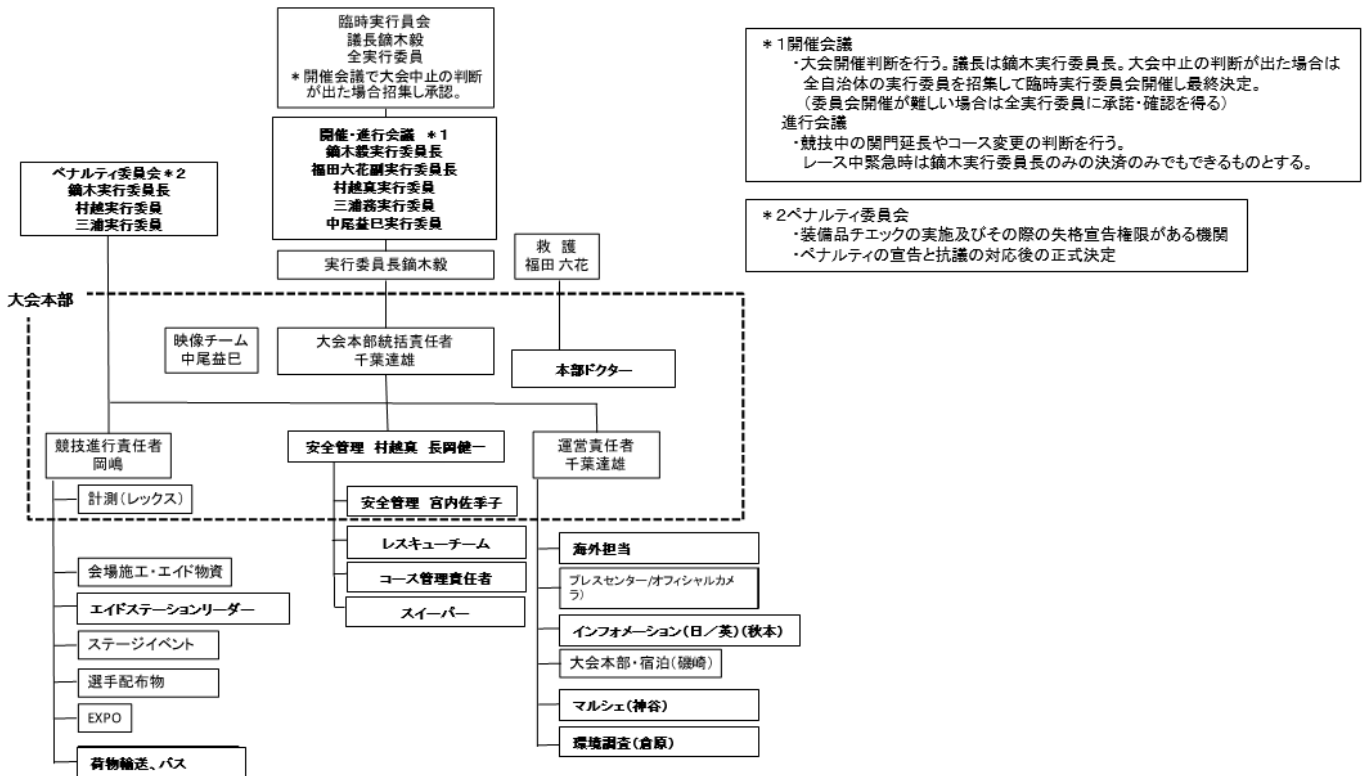 臨時実行員会
議長鏑木毅
全実行委員
＊開催会議で大会中止の判断
が出た場合招集し承認。
＊１開催会議
・大会開催判断を行う。議長は鏑木実行委員長。大会中止の判断が出た場合は
全自治体の実行委員を招集して臨時実行委員会開催し最終決定。
（委員会開催が難しい場合は全実行委員に承諾・確認を得る）
進行会議
・競技中の関門延長やコース変更の判断を行う。
レース中緊急時は鏑木実行委員長のみの決済のみでもできるものとする。
開催・進行会議　＊１
鏑木毅実行委員長
福田六花副実行委員長
村越真実行委員
三浦務実行委員
中尾益巳実行委員
ペナルティ委員会＊２
鏑木実行委員長
村越実行委員
三浦実行委員
＊２ペナルティ委員会
・装備品チエックの実施及びその際の失格宣告権限がある機関
・ペナルティの宣告と抗議の対応後の正式決定
実行委員長鏑木毅
救　護
福田 六花
大会本部
映像チーム
中尾益巳
大会本部統括責任者
千葉達雄
本部ドクター
競技進行責任者
岡嶋
安全管理　村越真　長岡健一
運営責任者
千葉達雄
計測（レックス）
会場施工・エイド物資
エイドステーションリーダー
ステージイベント
選手配布物
EXPO
荷物輸送、バス
安全管理　宮内佐季子
レスキューチーム
コース管理責任者
スイーパー
海外担当
プレスセンター/オフィシャルカメ
ラ）
インフォメーション（日／英）（秋本）
大会本部・宿泊（磯崎）
マルシェ（神谷）
環境調査（倉原）